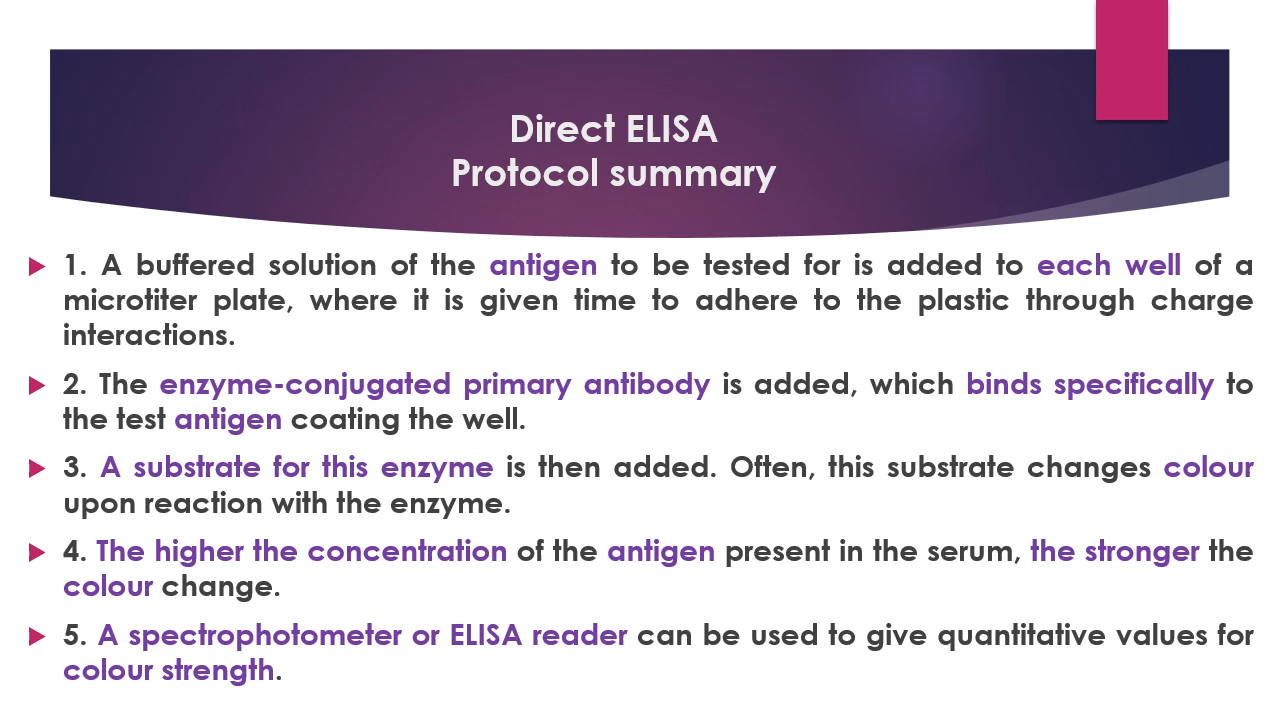 Direct ELISA
Protocol summary
1. A buffered solution of the antigen to be tested for is added to each well of a
microtiter plate, where it is given time to adhere to the plastic through charge
interactions.
2. The enzyme-conjugated primary antibody is added, which binds specifically to
the test antigen coating the well.
3. A substrate for this enzyme is then added. Often, this substrate changes colour
upon reaction with the enzyme.
4. The higher the concentration of the antigen present in the serum, the stronger the
colour change.
5. A spectrophotometer or ELISA reader can be used to give quantitative values for
colour strength.